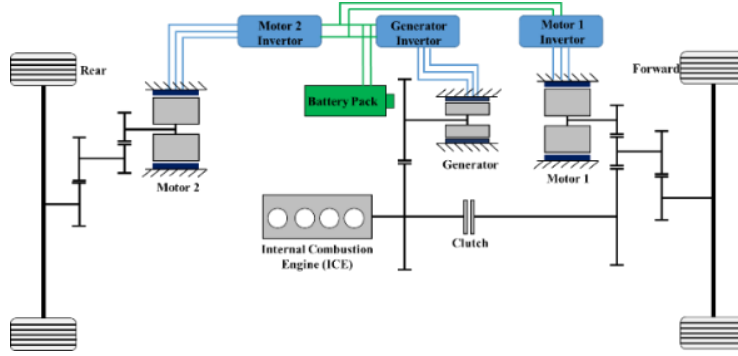 Motor 2
Invertor
Generator
Invertor
Motor 1
Invertor
Rear
Forward
Battery Pack
Motor 2
Generator
Motor 1
Internal Combustion
Engine (ICE)
Clutch